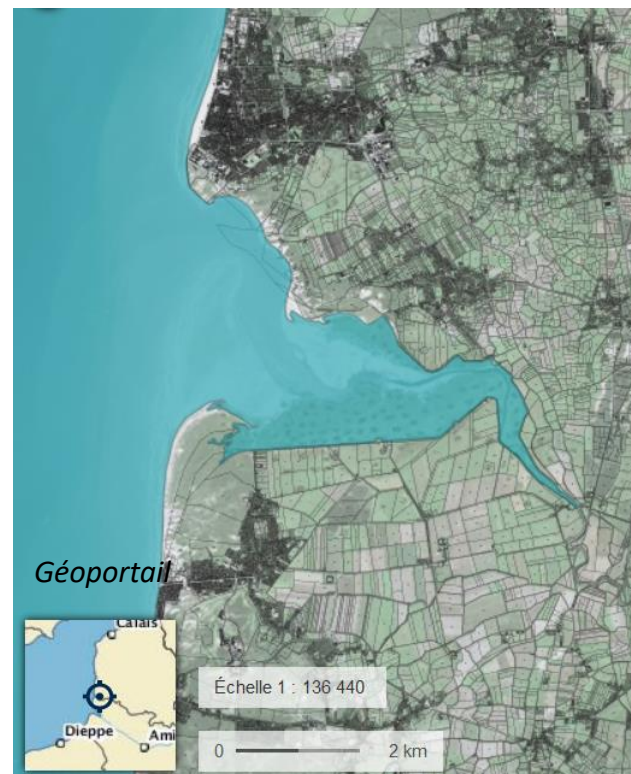 Géoportail
Calais
Dieppe
Ami
Échelle 1 : 136 440
0 2 km